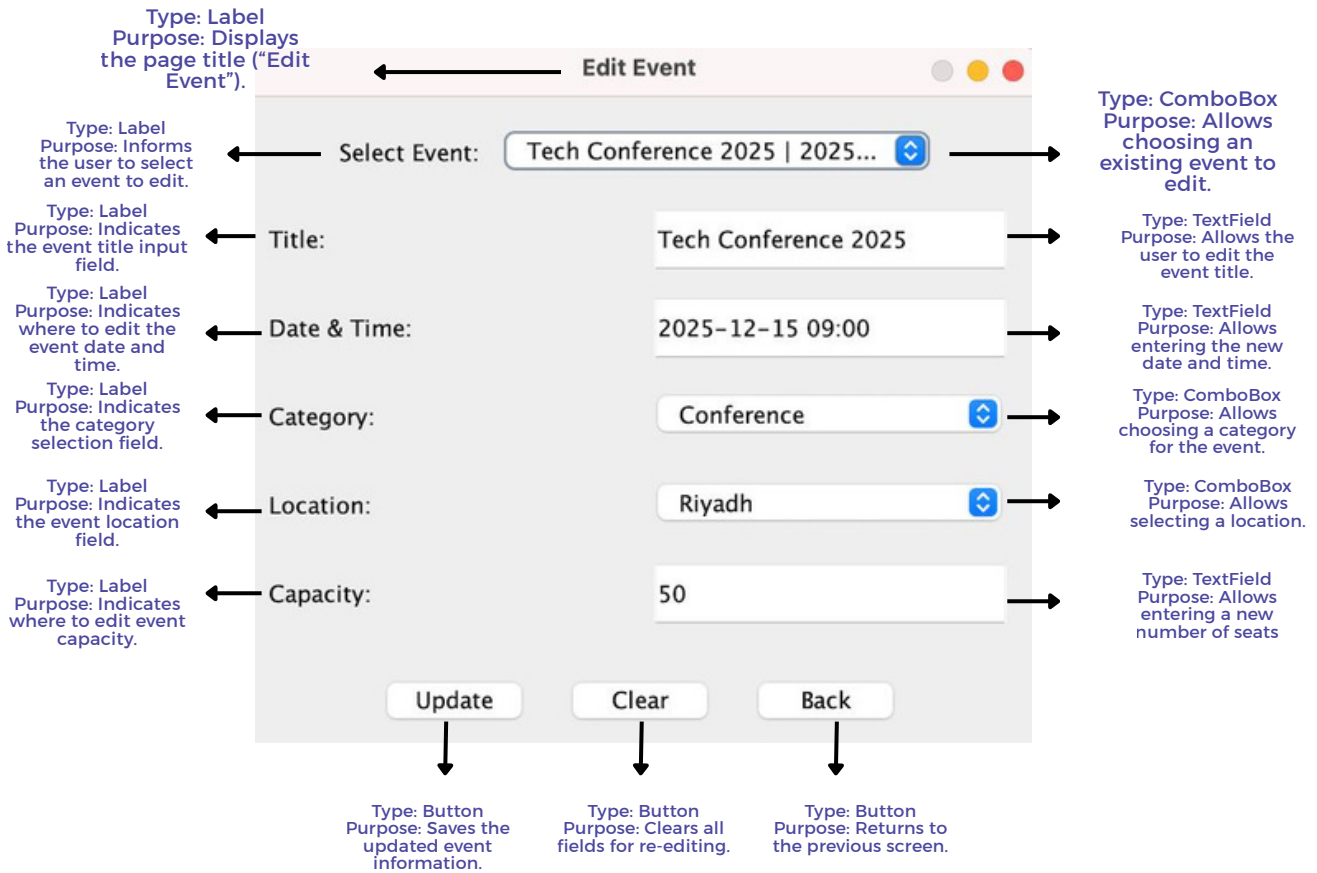 Type: Label
Purpose: Displays
the page title (“Edit
Event”).
Edit Event
Type: Label
Purpose: Informs
the user to select
an event to edit.
Select Event:
Tech Conference 2025 | 2025...
Type: ComboBox
Purpose: Allows
choosing an
existing event to
edit.
Type: Label
Purpose: Indicates
the event title input
field.
Title:
Tech Conference 2025
Type: TextField
Purpose: Allows the
user to edit the
event title.
Type: Label
Purpose: Indicates
where to edit the
event date and
time.
Date & Time:
2025-12-15 09:00
Type: TextField
Purpose: Allows
entering the new
date and time.
Type: Label
Purpose: Indicates
the category
selection field.
Category:
Conference
Type: ComboBox
Purpose: Allows
choosing a category
for the event.
Type: Label
Purpose: Indicates
the event location
field.
Location:
Riyadh
Type: ComboBox
Purpose: Allows
selecting a location.
Type: Label
Purpose: Indicates
where to edit event
capacity.
Capacity:
50
Type: TextField
Purpose: Allows
entering a new
number of seats
Update
Clear
Back
Type: Button
Purpose: Saves the
updated event
information.
Type: Button
Purpose: Clears all
fields for re-editing.
Type: Button
Purpose: Returns to
the previous screen.